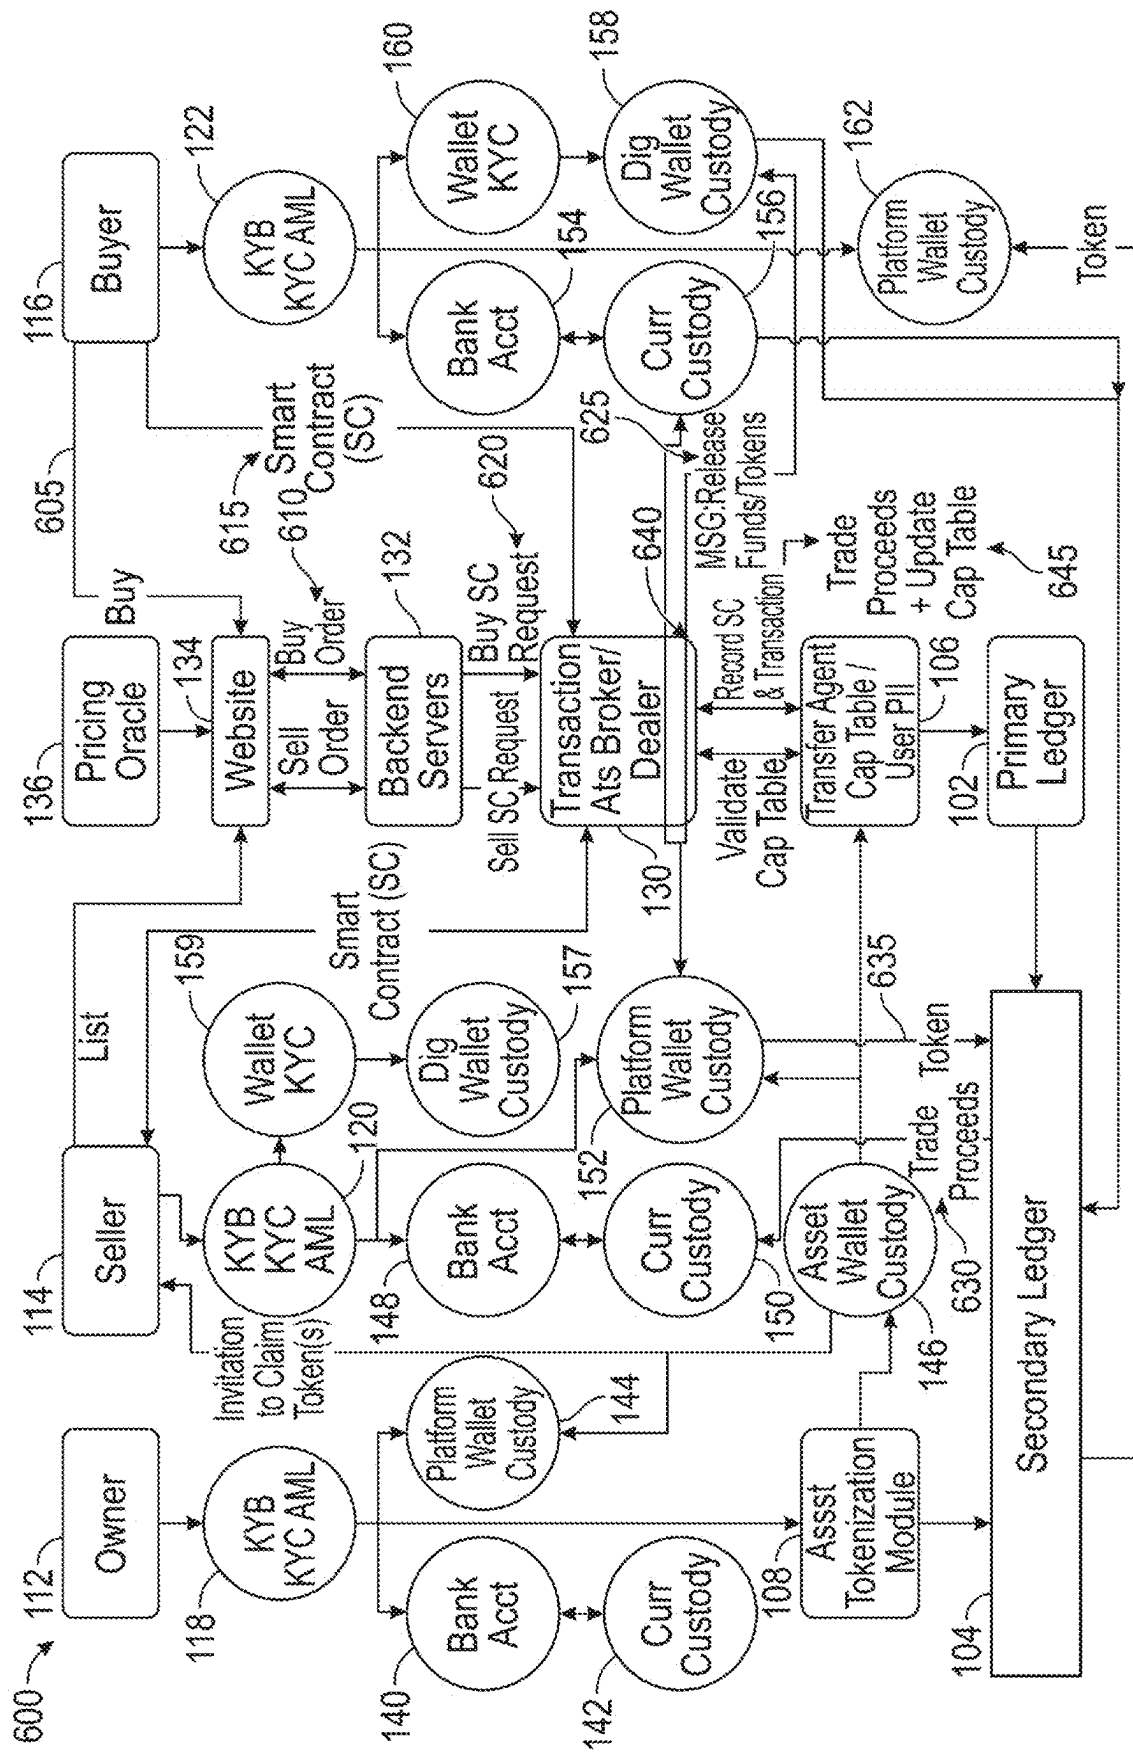 600
112
Owner
118
KYB
KYC AML
140
Bank
Acct
142
Curr
Custody
Platform
Wallet
Custody
144
108
Assst
Tokenization
Module
104
Secondary Ledger
114
Seller
Invitation
to Claim
Token(s)
KYB
KYC
AML
120
148
Bank
Acct
Curr
Custody
150
Asset
Wallet
Custody
146
630
Trade
Proceeds
List
159
Wallet
KYC
Dig
Wallet
Custody
157
152
Platform
Wallet
Custody
635
Token
Smart
Contract (SC)
136
Pricing
Oracle
134
Website
Sell
Order
Buy
Order
610
Backend
Servers
132
Sell SC Request
Buy SC
Request
620
Transaction
Ats Broker/
Dealer
130
640
Validate
Cap Table
Record SC
& Transaction
Transfer Agent
Cap Table /
User PII
106
102
Primary
Ledger
Trade
Proceeds
+ Update
Cap Table
645
Buy
605
615
Smart
Contract
(SC)
625
MSG:Release
Funds/Tokens
116
Buyer
KYB
KYC AML
122
Bank
Acct
154
Curr
Custody
156
Wallet
KYC
160
Dig
Wallet
Custody
158
Platform
Wallet
Custody
162
Token